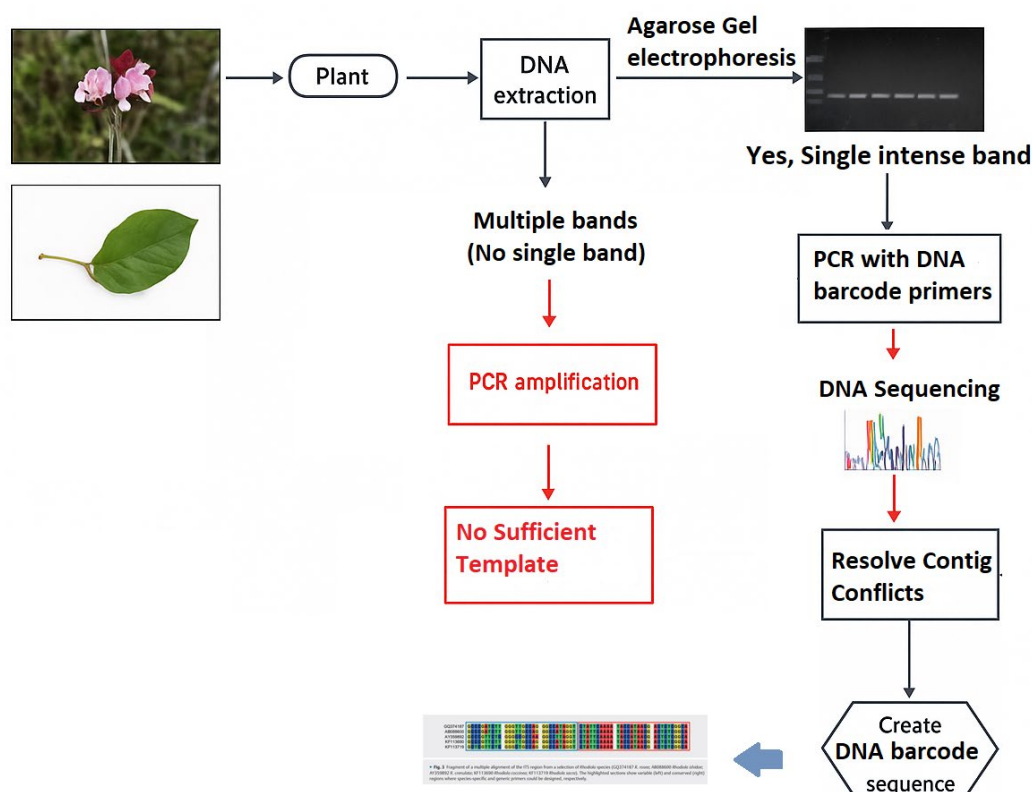 Plant
DNA
extraction
Agarose Gel
electrophoresis
Yes, Single intense band
Multiple bands
(No single band)
PCR with DNA
barcode primers
PCR amplification
DNA Sequencing
No Sufficient
Template
Resolve Contig
Conflicts
Create
DNA barcode
sequence